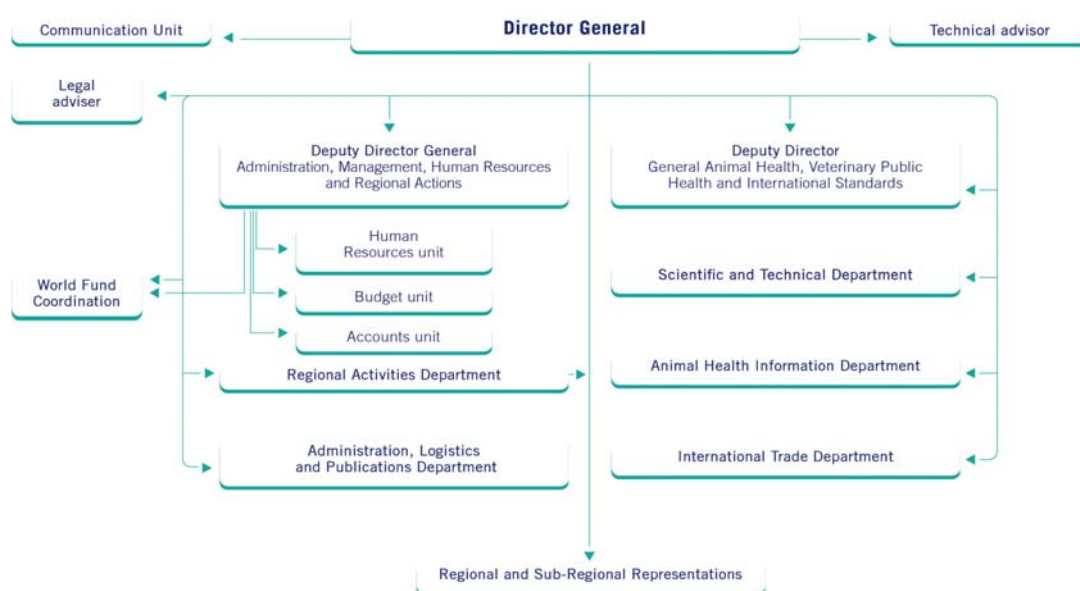 Director General
Communication Unit
Technical advisor
Legal
adviser
Deputy Director General
Administration, Management, Human Resources
and Regional Actions
Deputy Director
General Animal Health, Veterinary Public
Health and International Standards
Human
Resources unit
World Fund
Coordination
Budget unit
Accounts unit
Scientific and Technical Department
Regional Activities Department
Animal Health Information Department
Administration, Logistics
and Publications Department
International Trade Department
Regional and Sub-Regional Representations